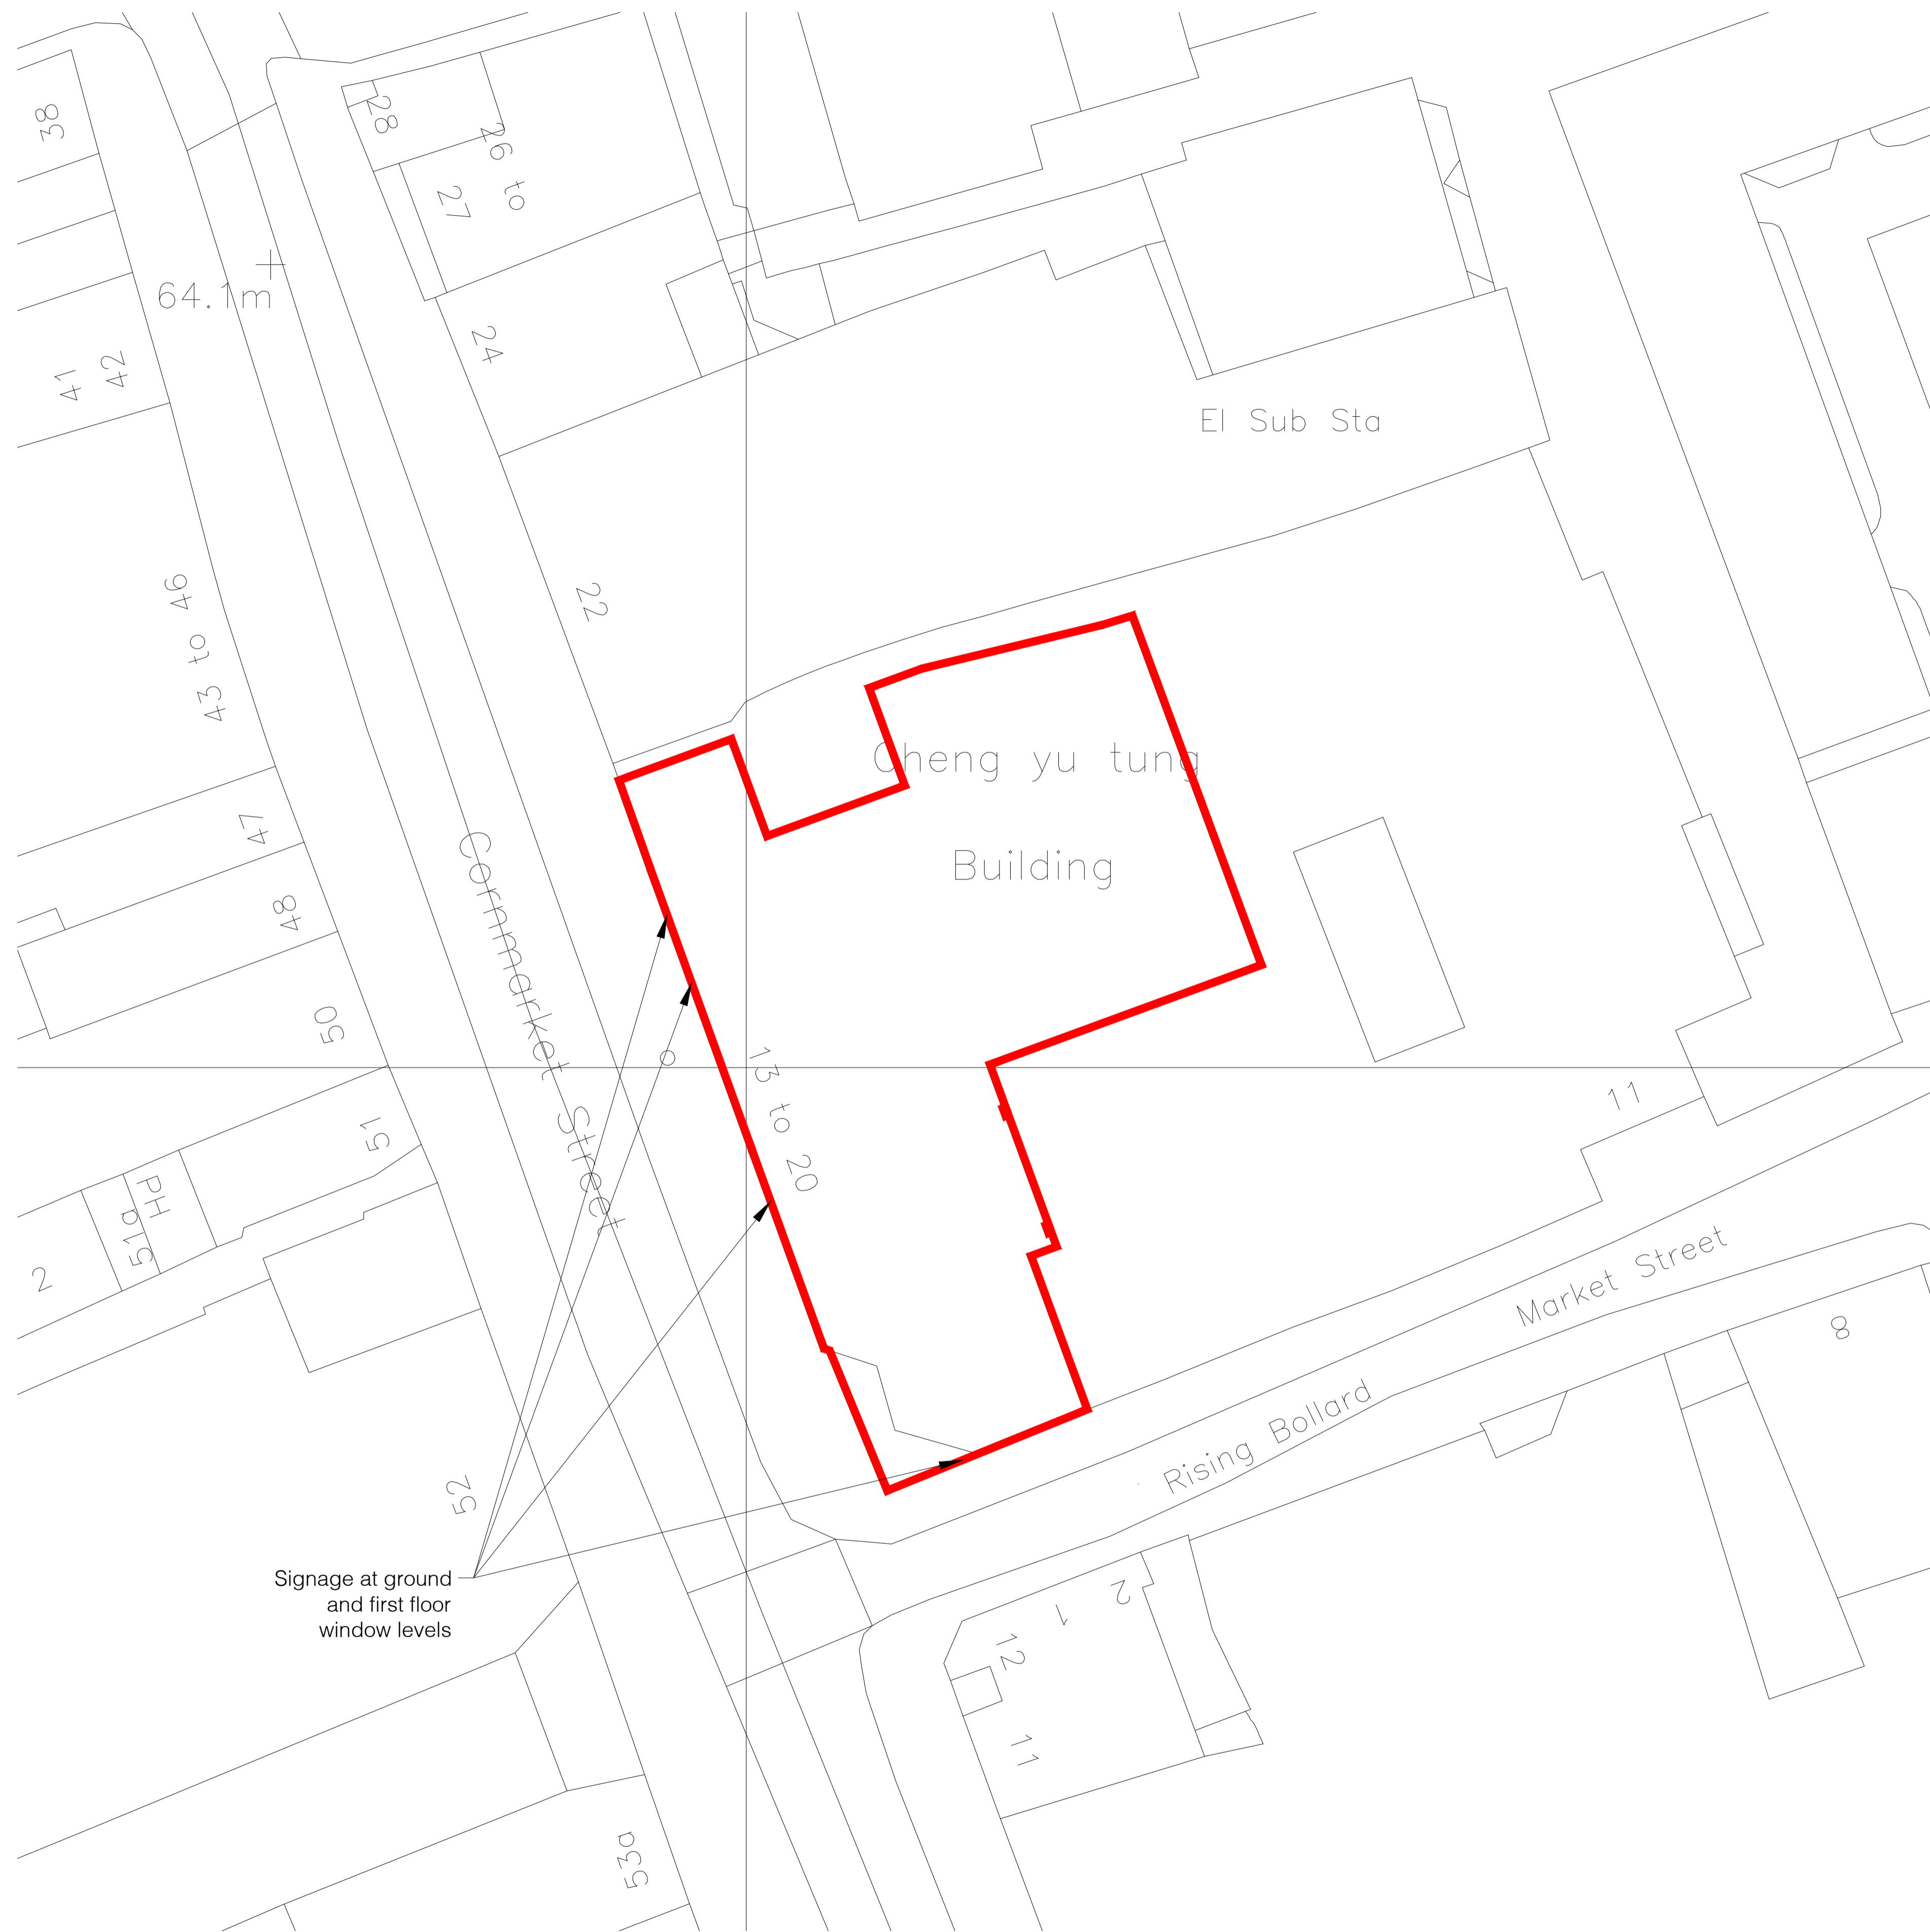 38
28
26 to
27
64.1m
24
41
42
El Sub Sta
22
43 to 46
Cheng yu tung
Building
47
48
Cornmarket Street
50
13 to 20
11
51
PH
51a
2
Market Street
8
Rising Bollard
52
Signage at ground
and first floor
window levels
1
2
12
11
53a